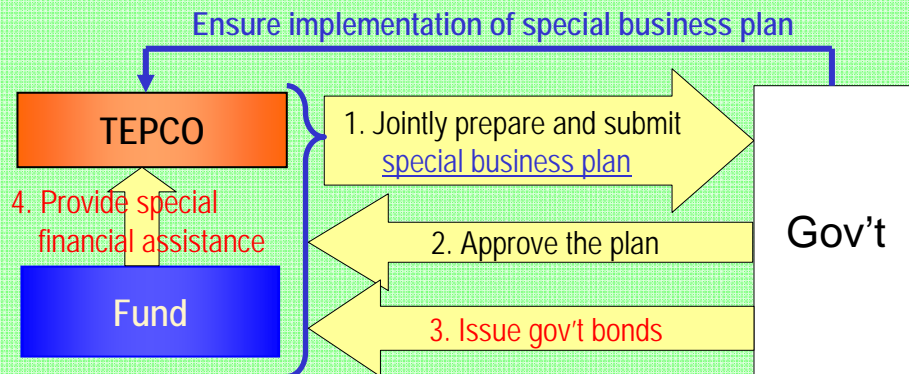 Ensure implementation of special business plan
TEPCO
1. Jointly prepare and submit
special business plan
4. Provide special
financial assistance
2. Approve the plan
Gov't
Fund
3. Issue gov't bonds